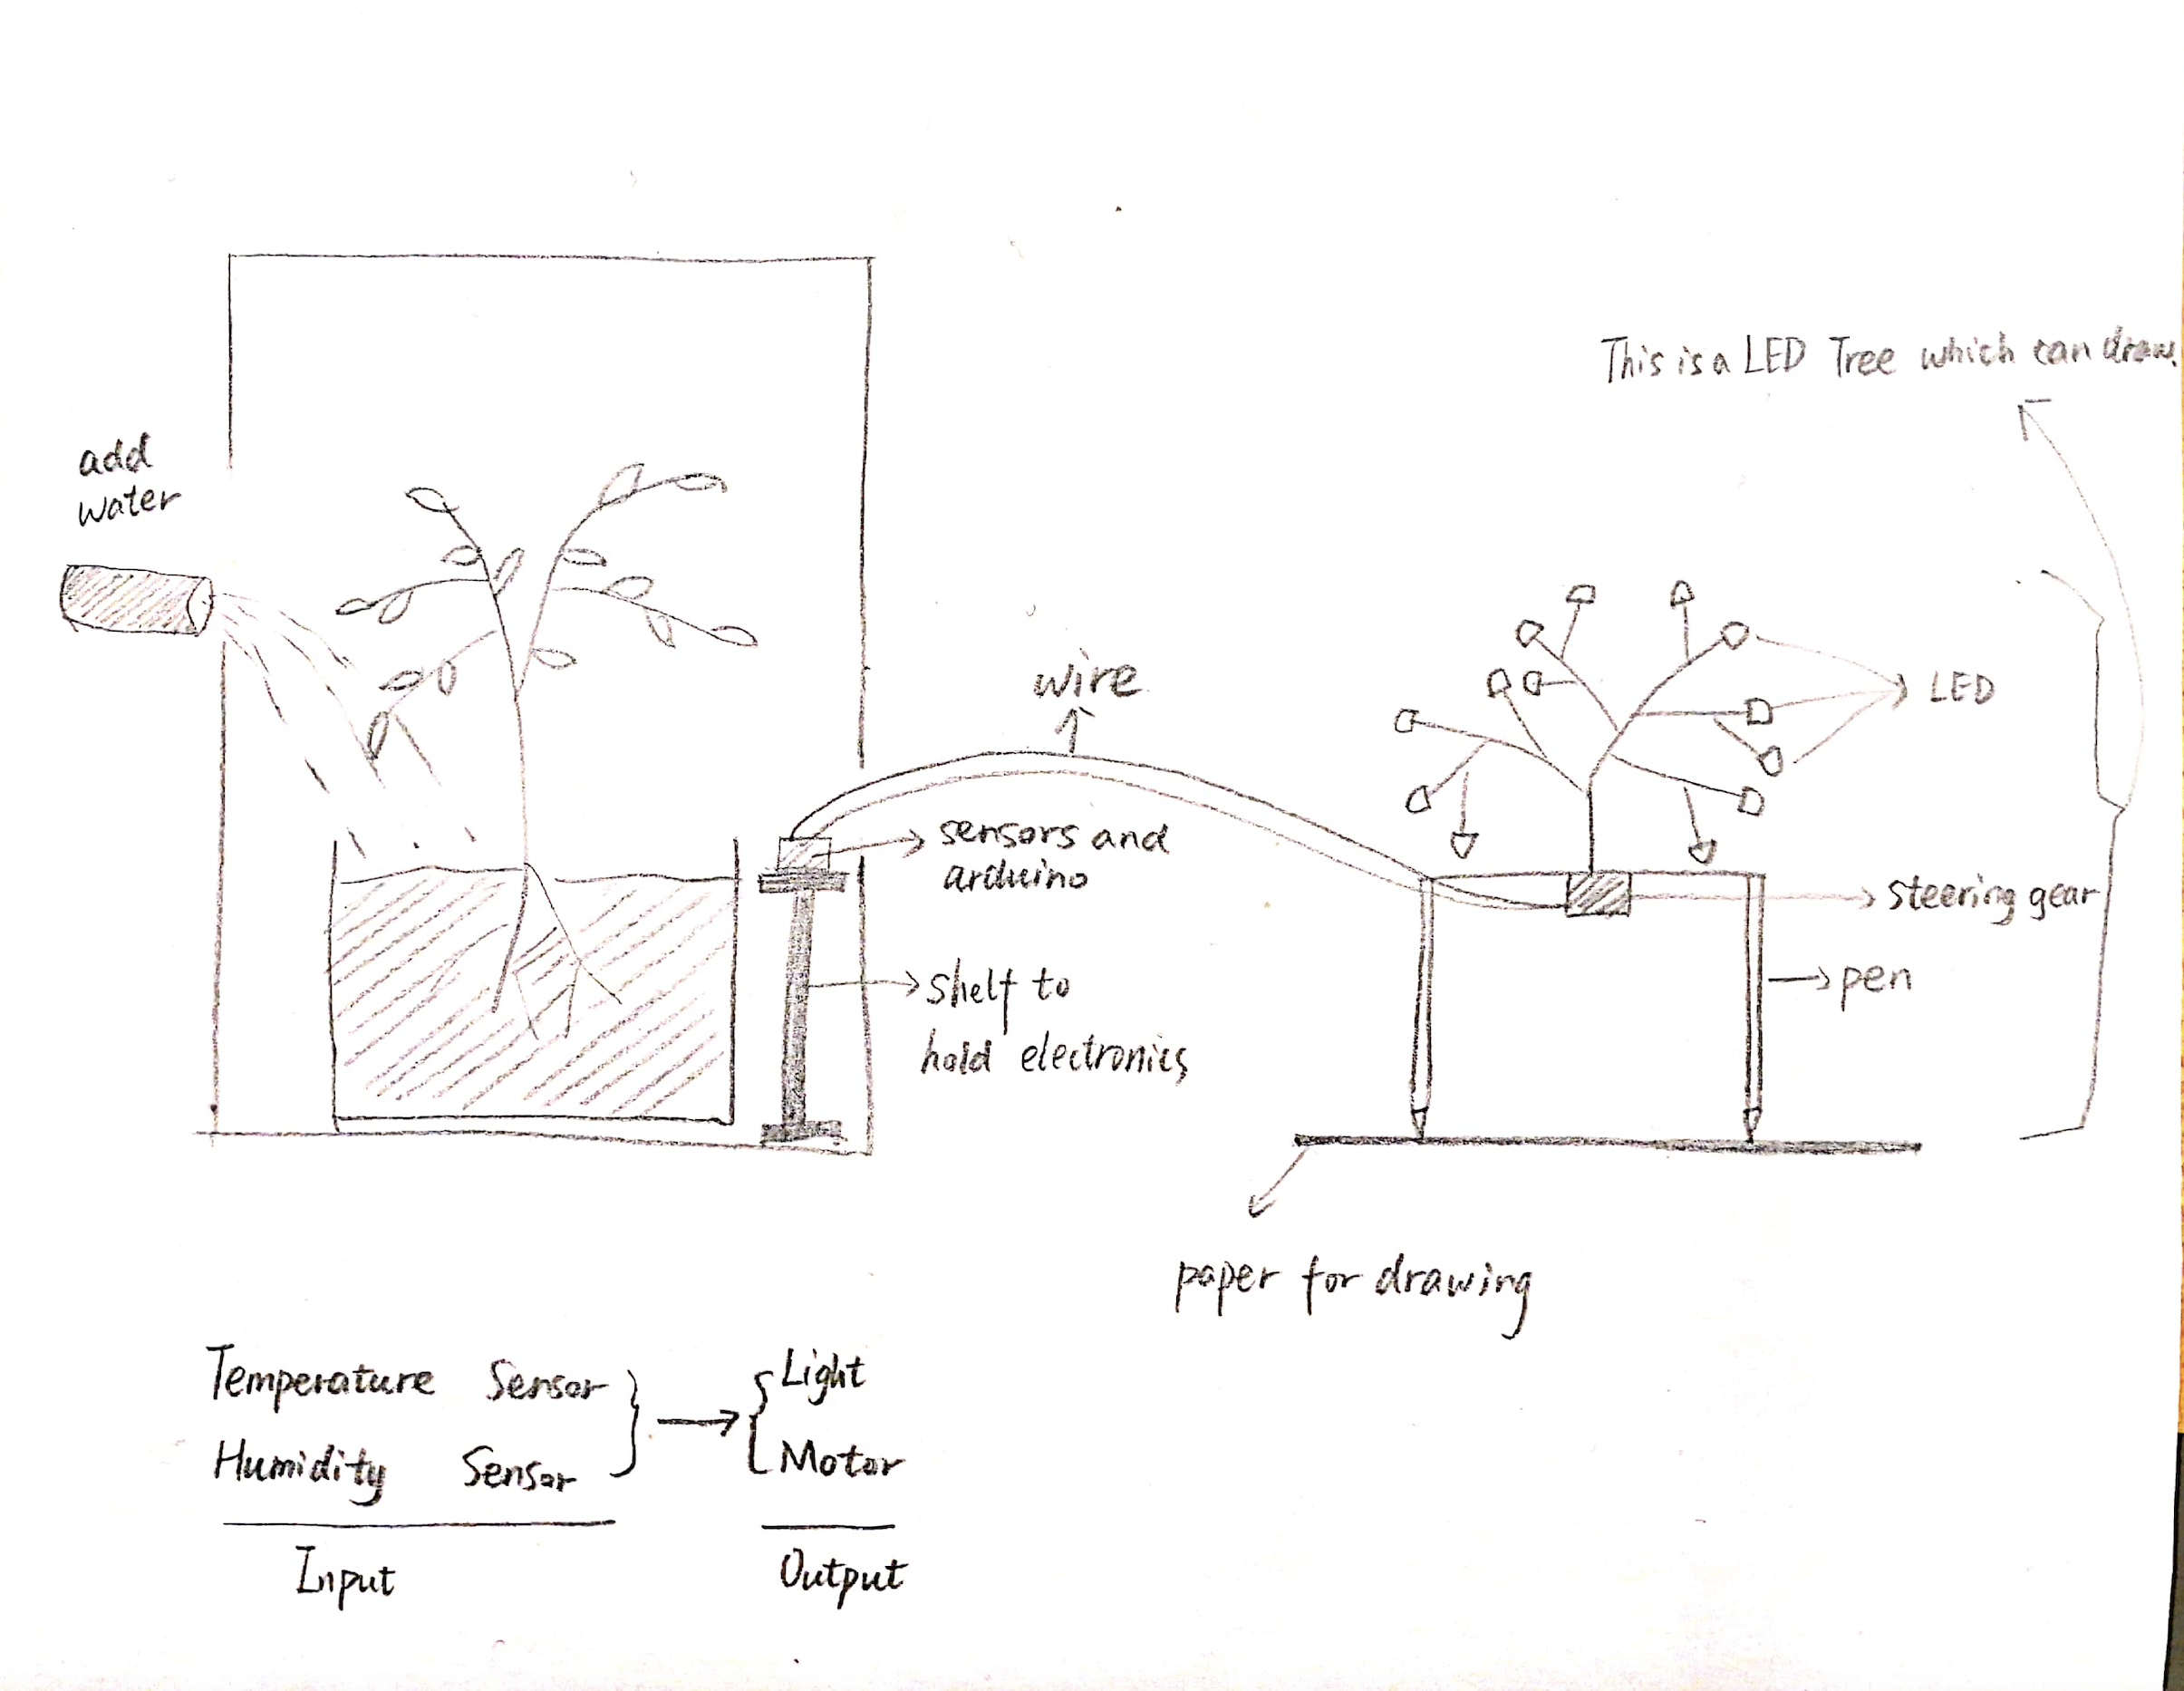 This is a LED Tree which can draw.
add
water
wire
LED
sensors and
arduino
steering gear
shelf to
hold electronics
pen
paper for drawing
Temperature Sensor
Humidity Sensor
Light
Motor
Input
Output